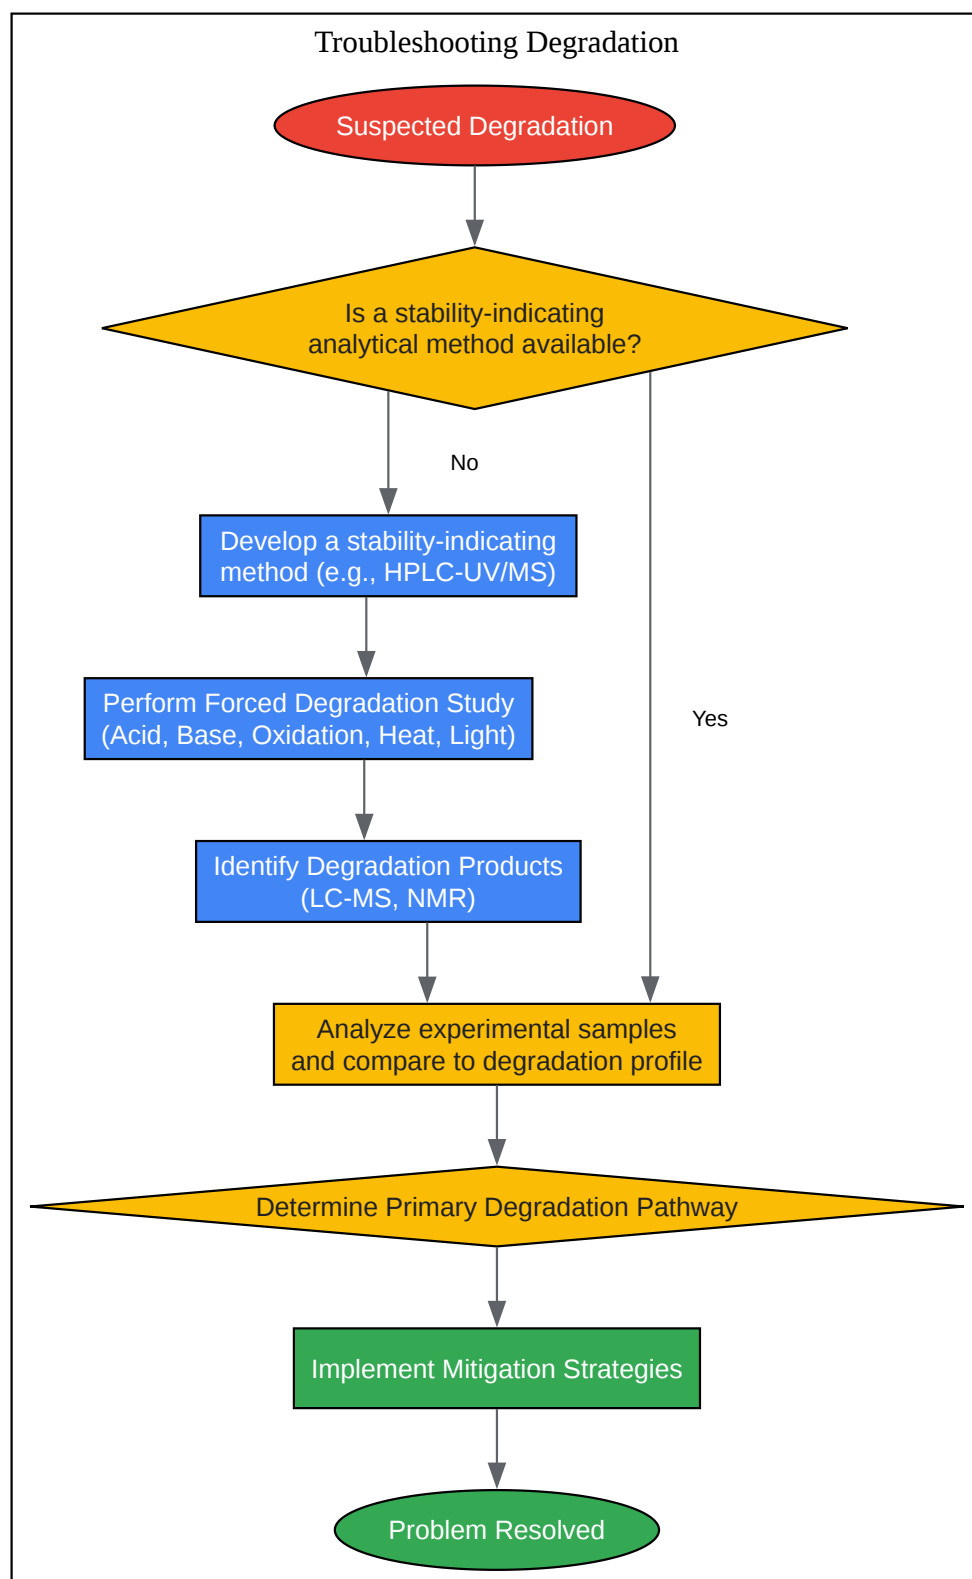 Troubleshooting Degradation
Suspected Degradation
Is a stability-indicating
analytical method available?
No
Develop a stability-indicating
method (e.g., HPLC-UV/MS)
Perform Forced Degradation Study
(Acid, Base, Oxidation, Heat, Light)
Yes
Identify Degradation Products
(LC-MS, NMR)
Analyze experimental samples
and compare to degradation profile
Determine Primary Degradation Pathway
Implement Mitigation Strategies
Problem Resolved